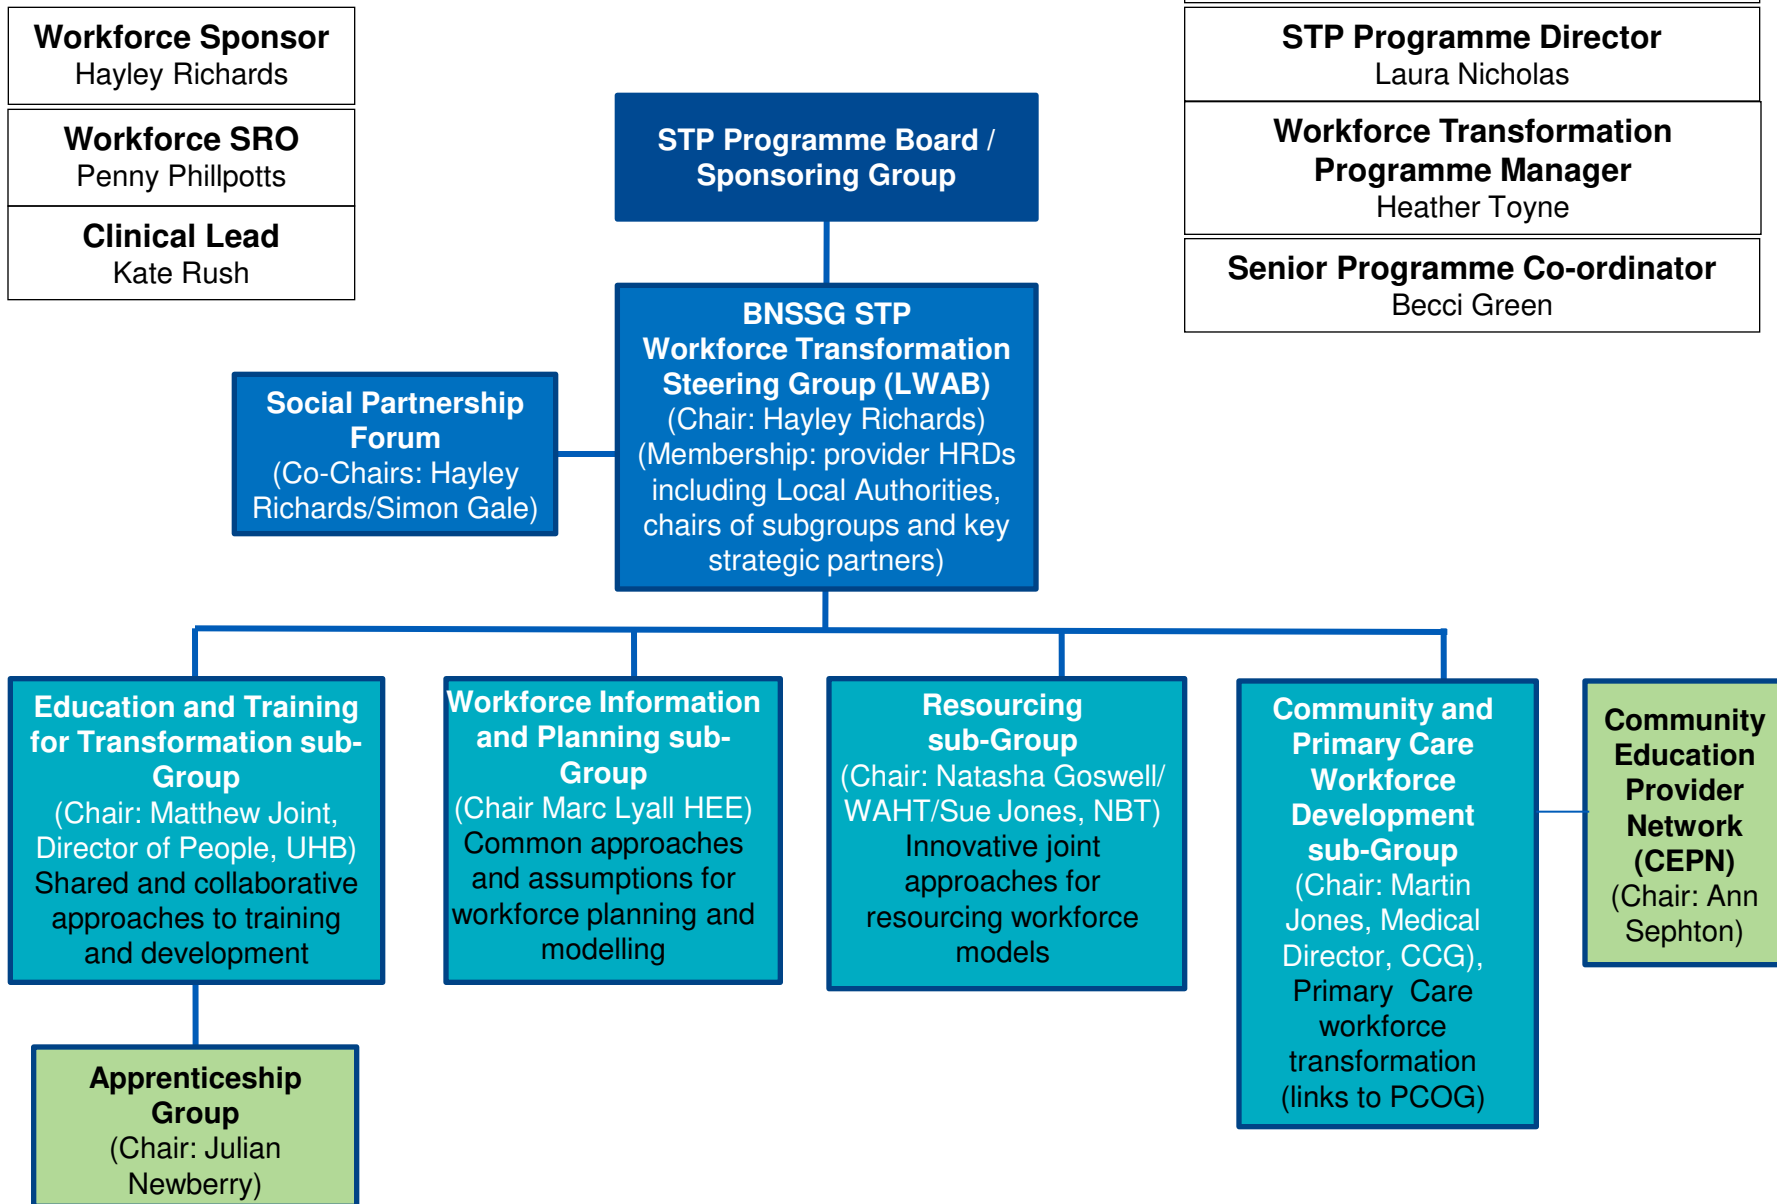 Workforce Sponsor
Hayley Richards
Workforce SRO
Penny Phillpotts
Clinical Lead
Kate Rush
STP Programme Director
Laura Nicholas
Workforce Transformation
Programme Manager
Heather Toyne
Senior Programme Co-ordinator
Becci Green
STP Programme Board /
Sponsoring Group
BNSSG STP
Workforce Transformation
Steering Group (LWAB)
(Chair: Hayley Richards)
(Membership: provider HRDs
including Local Authorities,
chairs of subgroups and key
strategic partners)
Social Partnership
Forum
(Co-Chairs: Hayley
Richards/Simon Gale)
Education and Training
for Transformation sub-
Group
(Chair: Matthew Joint,
Director of People, UHB)
Shared and collaborative
approaches to training
and development
Workforce Information
and Planning sub-
Group
(Chair Marc Lyall HEE)
Common approaches
and assumptions for
workforce planning and
modelling
Resourcing
sub-Group
(Chair: Natasha Goswell/
WAHT/Sue Jones, NBT)
Innovative joint
approaches for
resourcing workforce
models
Community and
Primary Care
Workforce
Development
sub-Group
(Chair: Martin
Jones, Medical
Director, CCG),
Primary  Care
workforce
transformation
(links to PCOG)
Community
Education
Provider
Network
(CEPN)
(Chair: Ann
Sephton)
Apprenticeship
Group
(Chair: Julian
Newberry)